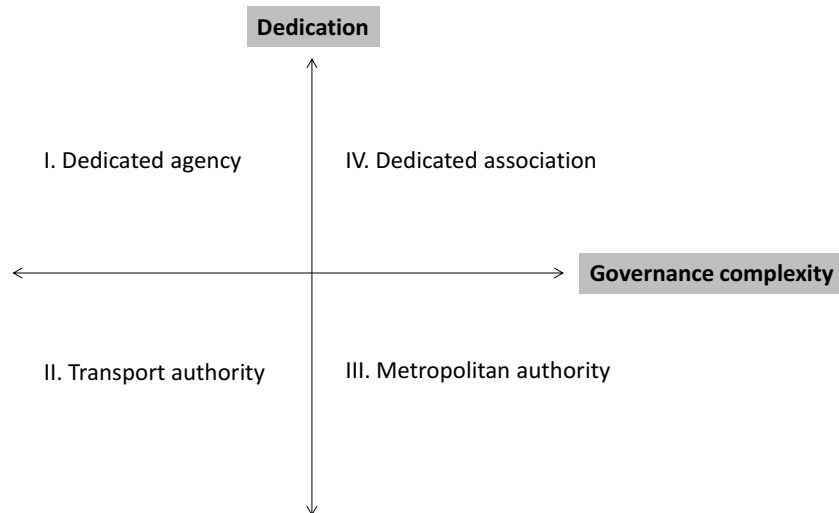 Dedication
I. Dedicated agency
IV. Dedicated association
Governance complexity
II. Transport authority
III. Metropolitan authority